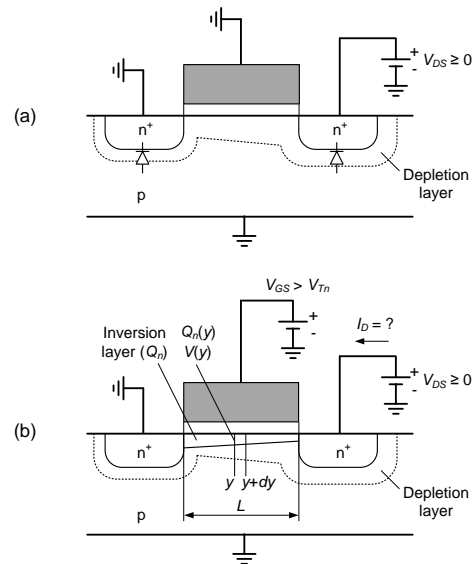 (a)
+
-
V_DS ≥ 0
n+
n+
Depletion
layer
p
V_GS > V_Tn
+
-
I_D = ?
Inversion
layer (Q_n)
Q_n(y)
V(y)
+
-
V_DS ≥ 0
(b)
n+
n+
y
y+dy
L
Depletion
layer
p